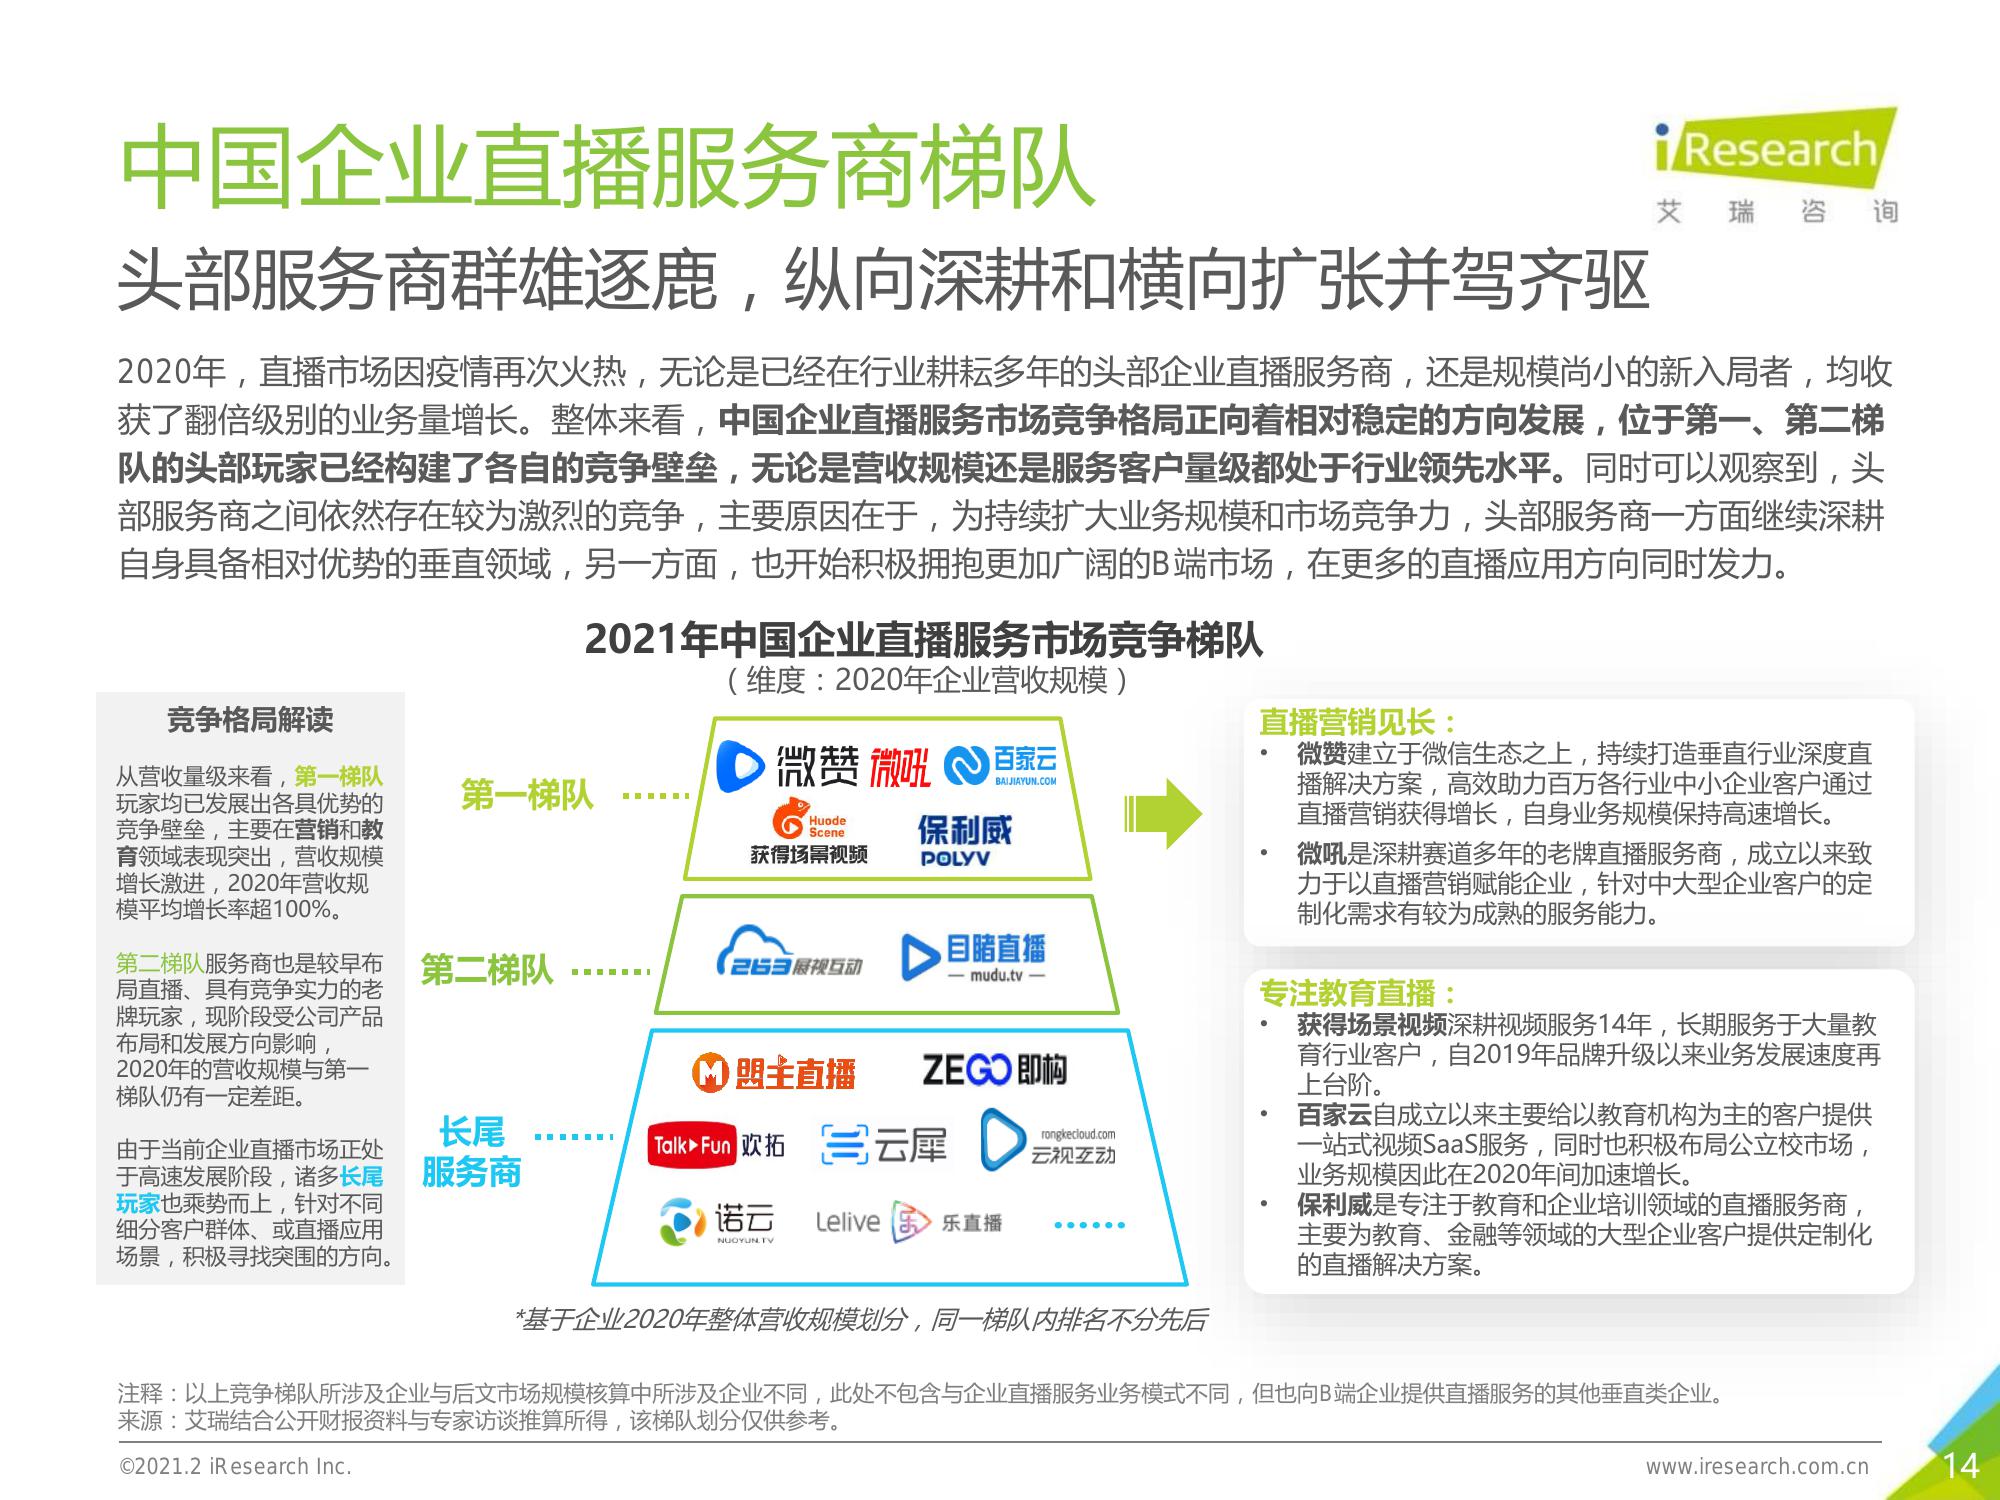 中国企业直播服务商梯队
iResearch
艾瑞咨询
头部服务商群雄逐鹿，纵向深耕和横向扩张并驾齐驱
2020年，直播市场因疫情再次火热，无论是已经在行业耕耘多年的头部企业直播服务商，还是规模尚小的新入局者，均收
获了翻倍级别的业务量增长。整体来看，中国企业直播服务市场竞争格局正向着相对稳定的方向发展，位于第一、第二梯
队的头部玩家已经构建了各自的竞争壁垒，无论是营收规模还是服务客户量级都处于行业领先水平。同时可以观察到，头
部服务商之间依然存在较为激烈的竞争，主要原因在于，为持续扩大业务规模和市场竞争力，头部服务商一方面继续深耕
自身具备相对优势的垂直领域，另一方面，也开始积极拥抱更加广阔的B端市场，在更多的直播应用方向同时发力。
2021年中国企业直播服务市场竞争梯队
（维度：2020年企业营收规模）
竞争格局解读
从营收量级来看，第一梯队
玩家均已发展出各具优势的
竞争壁垒，主要在营销和教
育领域表现突出，营收规模
增长激进，2020年营收规
模平均增长率超100%。
第二梯队服务商也是较早布
局直播、具有竞争实力的老
牌玩家，现阶段受公司产品
布局和发展方向影响，
2020年的营收规模与第一
梯队仍有一定差距。
由于当前企业直播市场正处
于高速发展阶段，诸多长尾
玩家也乘势而上，针对不同
细分客户群体、或直播应用
场景，积极寻找突围的方向。
第一梯队 ……
微赞 微吼 百家云
BAIJIAYUN.COM
Huode
Scene
获得场景视频
保利威
POLYV
第二梯队 ……
263展视互动
目睹直播
— mudu.tv —
长尾
服务商 ……
盟主直播
ZEGO即构
Talk Fun 欢拓
云犀
rongkecloud.com
云视互动
诺云
NUOYUN.TV
Lelive 乐 乐直播
……
*基于企业2020年整体营收规模划分，同一梯队内排名不分先后
直播营销见长：
• 微赞建立于微信生态之上，持续打造垂直行业深度直
播解决方案，高效助力百万各行业中小企业客户通过
直播营销获得增长，自身业务规模保持高速增长。
• 微吼是深耕赛道多年的老牌直播服务商，成立以来致
力于以直播营销赋能企业，针对中大型企业客户的定
制化需求有较为成熟的服务能力。
专注教育直播：
• 获得场景视频深耕视频服务14年，长期服务于大量教
育行业客户，自2019年品牌升级以来业务发展速度再
上台阶。
• 百家云自成立以来主要给以教育机构为主的客户提供
一站式视频SaaS服务，同时也积极布局公立校市场，
业务规模因此在2020年间加速增长。
• 保利威是专注于教育和企业培训领域的直播服务商，
主要为教育、金融等领域的大型企业客户提供定制化
的直播解决方案。
注释：以上竞争梯队所涉及企业与后文市场规模核算中所涉及企业不同，此处不包含与企业直播服务业务模式不同，但也向B端企业提供直播服务的其他垂直类企业。
来源：艾瑞结合公开财报资料与专家访谈推算所得，该梯队划分仅供参考。
©2021.2 iResearch Inc.
www.iresearch.com.cn
14